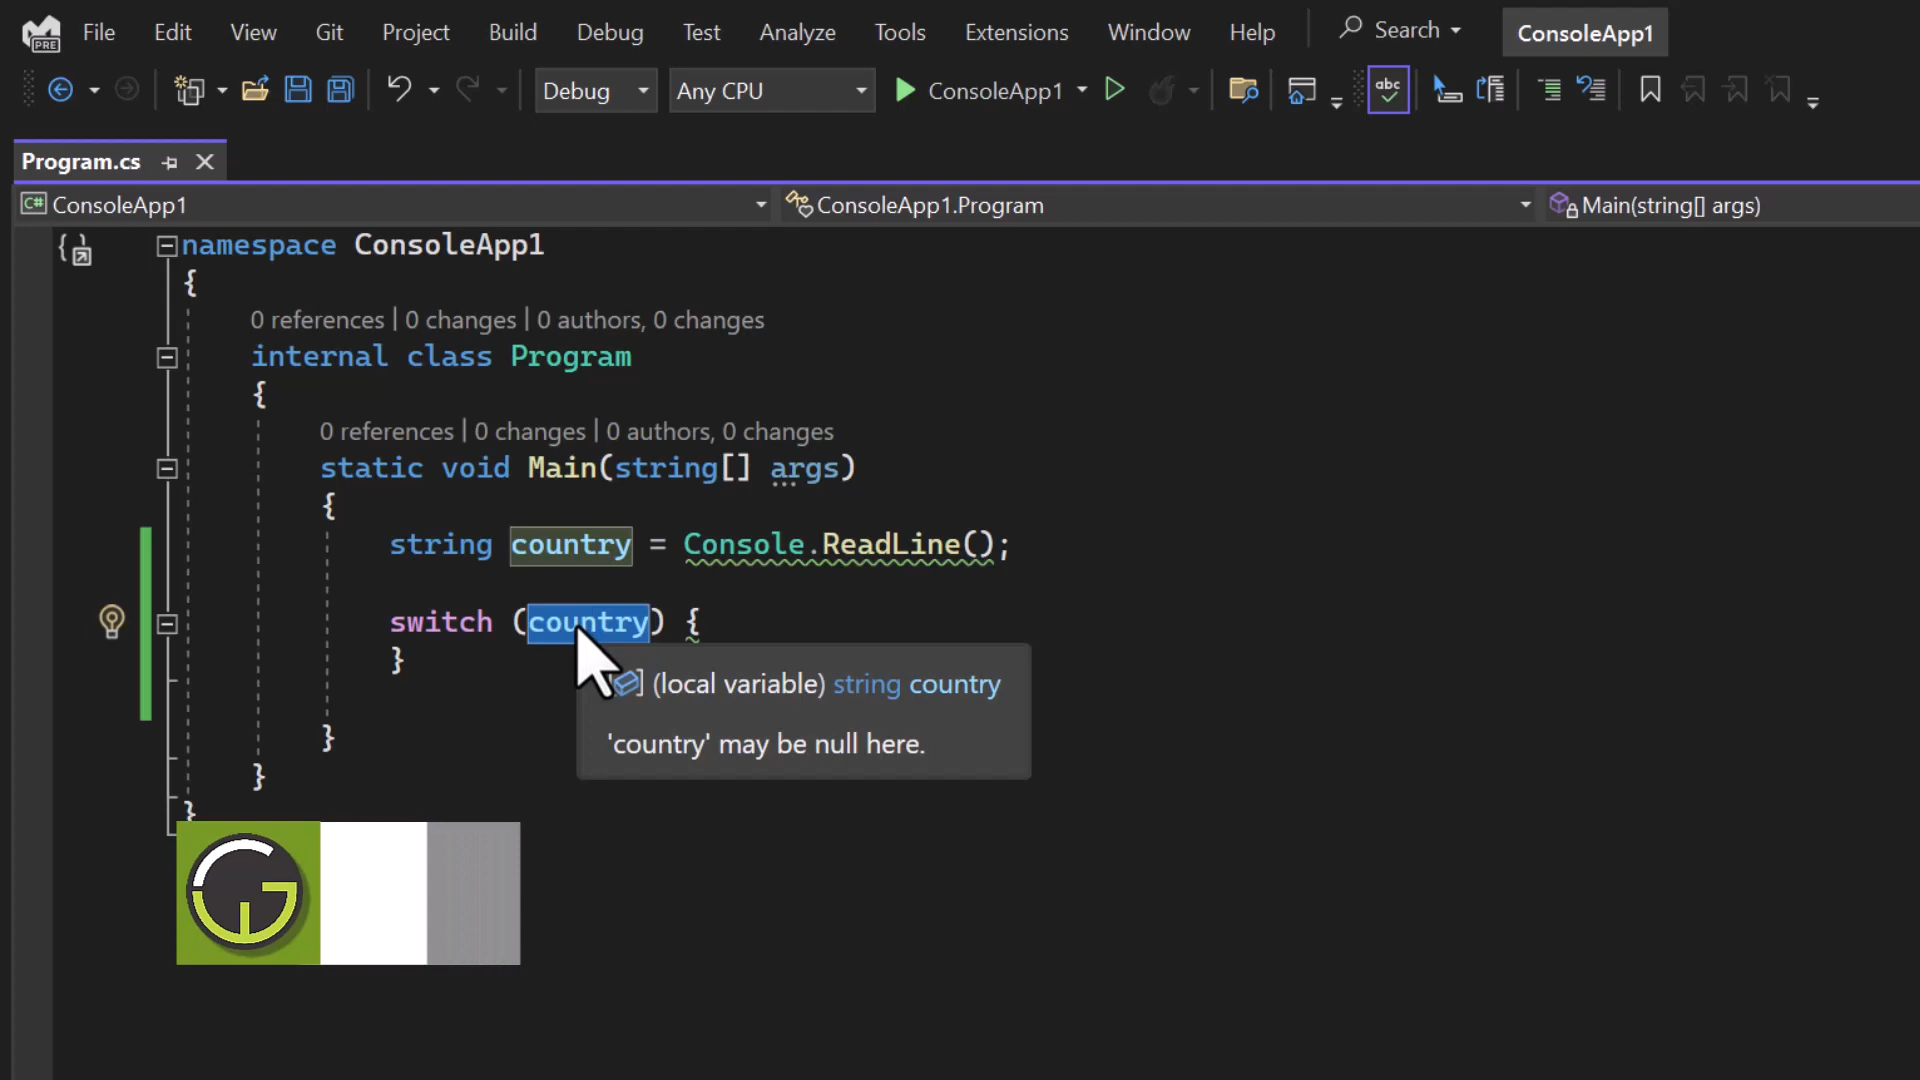 File Edit View Git Project Build Debug Test Analyze Tools Extensions Window Help Search ConsoleApp1
PRE
Debug Any CPU ConsoleApp1 abc
Program.cs
C# ConsoleApp1 ConsoleApp1.Program Main(string[] args)
namespace ConsoleApp1
{
0 references | 0 changes | 0 authors, 0 changes
internal class Program
{
0 references | 0 changes | 0 authors, 0 changes
static void Main(string[] args)
{
string country = Console.ReadLine();
switch (country) {
}
(local variable) string country
'country' may be null here.
}
}
}